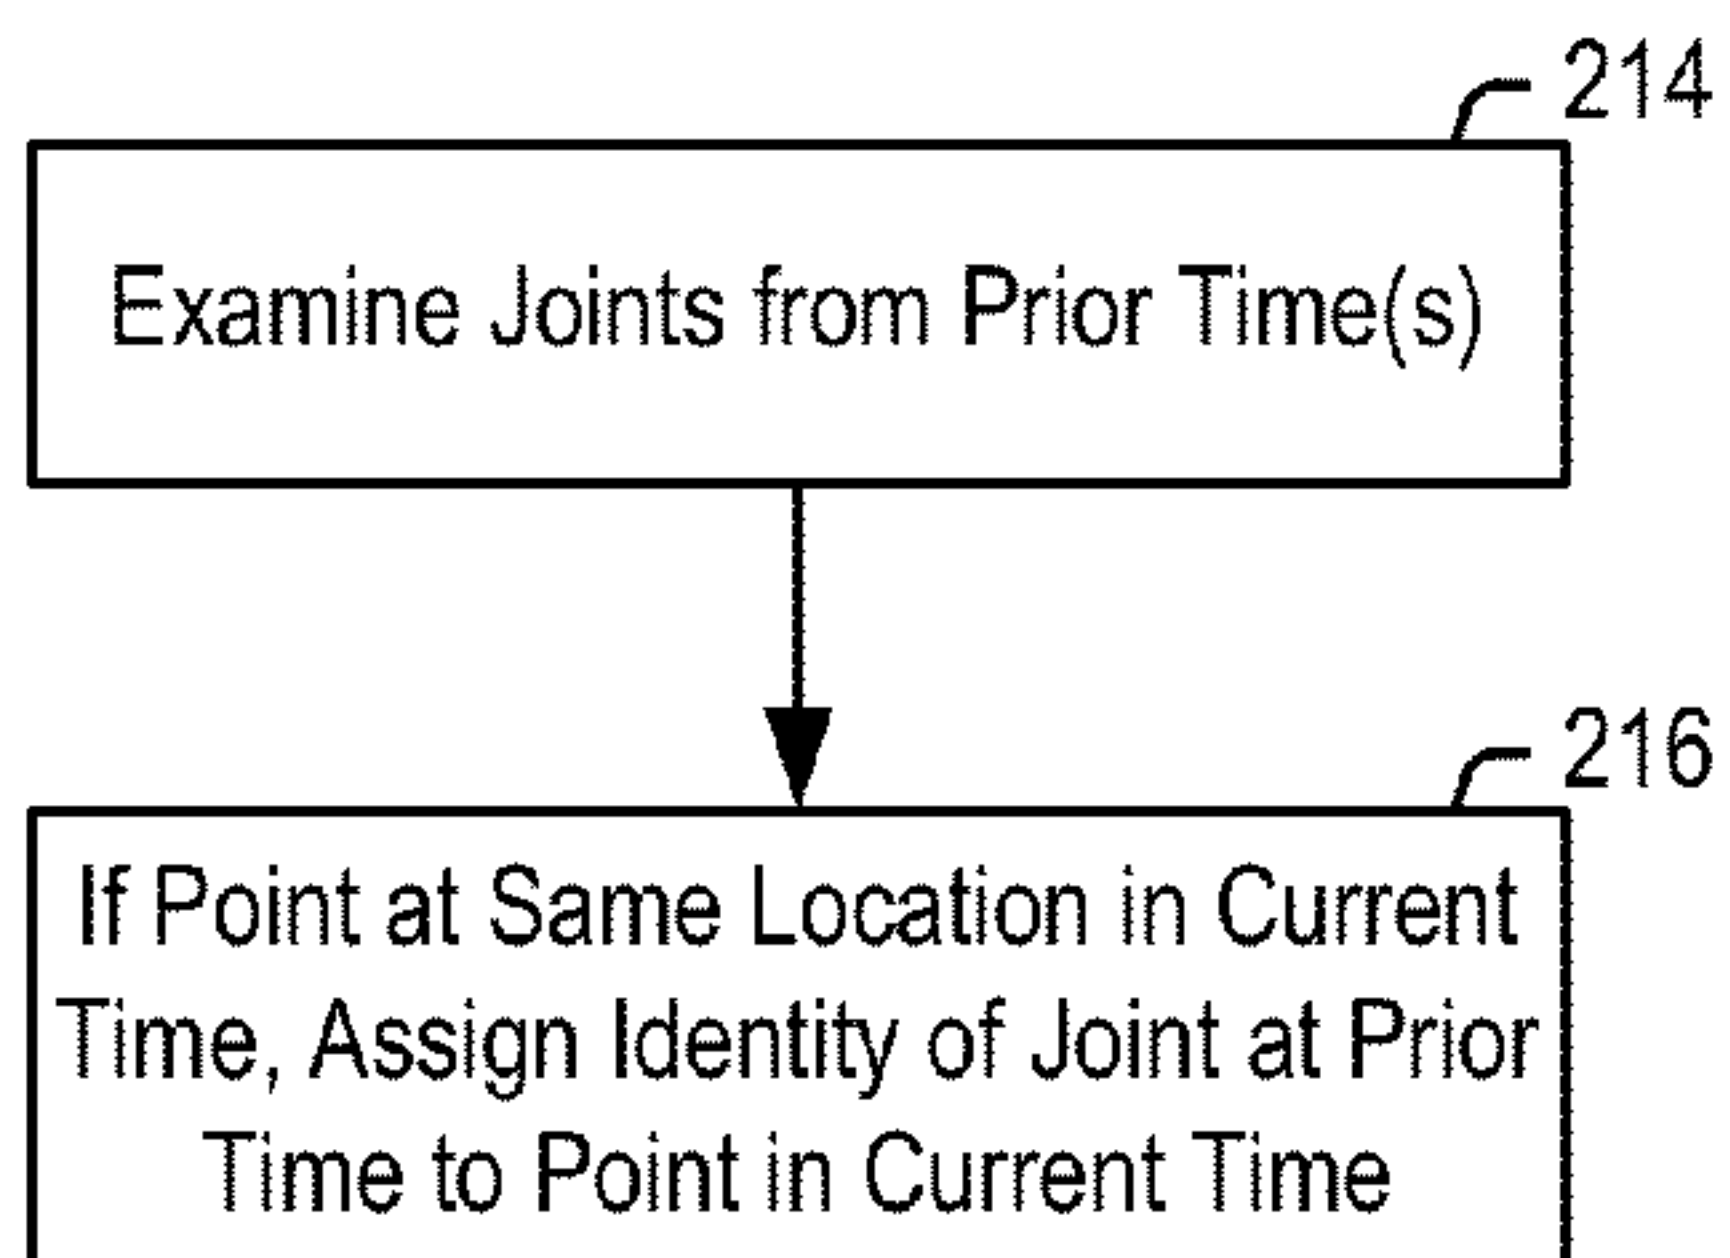 214
Examine Joints from Prior Time(s)
216
If Point at Same Location in Current
Time, Assign Identity of Joint at Prior
Time to Point in Current Time